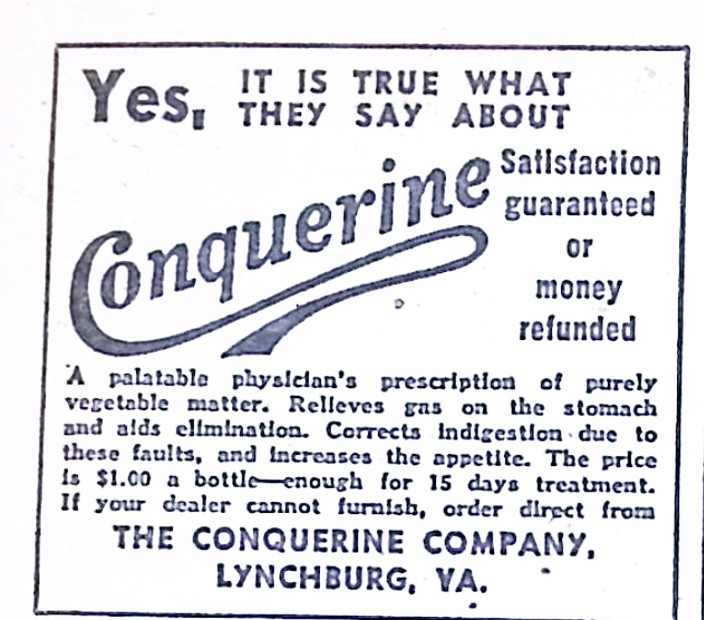 Yes, IT IS TRUE WHAT
THEY SAY ABOUT
Conquerine
Satisfaction
guaranteed
or
money
refunded
A palatable physician's prescription of purely
vegetable matter. Relieves gas on the stomach
and aids elimination. Corrects indigestion due to
these faults, and increases the appetite. The price
is $1.00 a bottle—enough for 15 days treatment.
If your dealer cannot furnish, order direct from
THE CONQUERINE COMPANY,
LYNCHBURG, VA.